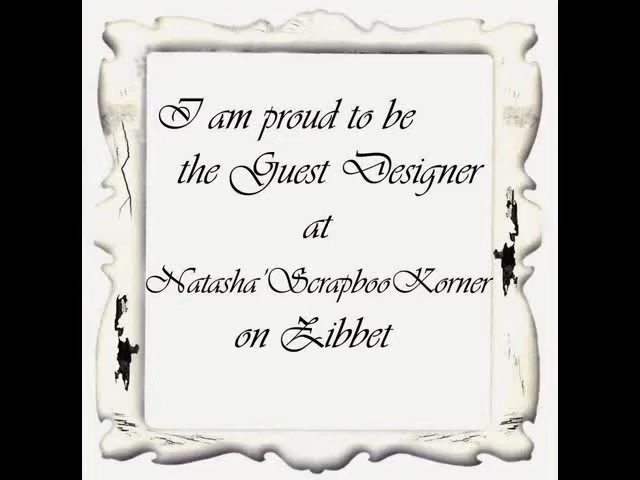 I am proud to be
the Guest Designer
at
Natasha'ScrapbooKorner
on Zibbet